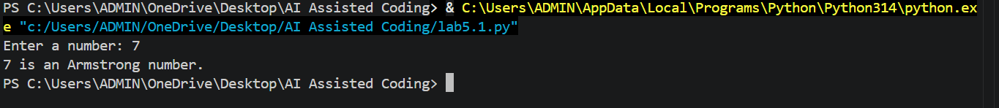 PS C:\Users\ADMIN\OneDrive\Desktop\AI Assisted Coding> & C:\Users\ADMIN\AppData\Local\Programs\Python\Python314\python.ex
e "c:/Users/ADMIN/OneDrive/Desktop/AI Assisted Coding/lab5.1.py"
Enter a number: 7
7 is an Armstrong number.
PS C:\Users\ADMIN\OneDrive\Desktop\AI Assisted Coding>